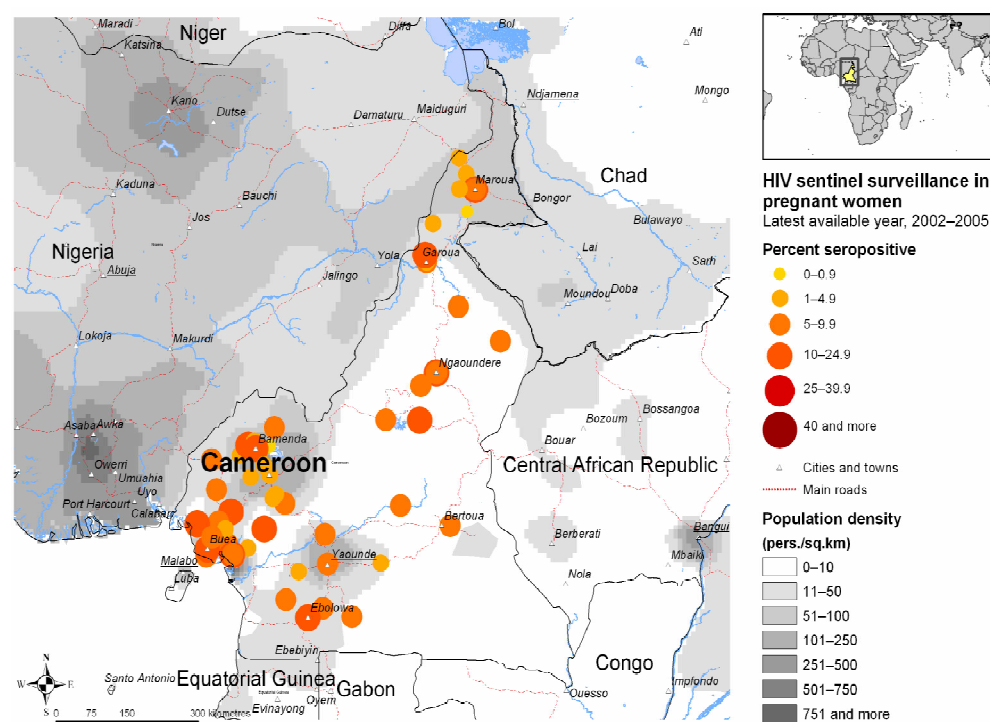 Maradi
Niger
Diffa
Bol
Katsina
Ati
Kano
Dutse
Ndjamena
Mongo
Damaturu
Maiduguri
Chad
Maroua
Kaduna
Bauchi
Bongor
Jos
Bulawayo
Nigeria
Abuja
Yola
Garoua
Lai
Sarh
Jalingo
Moundou
Doba
Lokoja
Makurdi
Ngaoundere
Bossangoa
Asaba
Awka
Bamenda
Bozoum
Bouar
Owerri
Umuahia
Cameroon
Central African Republic
Uyo
Port Harcourt
Calabar
Bertoua
Berberati
Bangui
Buea
Mbaiki
Malabo
Yaounde
Luba
Nola
Ebolowa
Ebebiyin
Congo
Santo Antonio
Equatorial Guinea
Equatorial Guinea
Gabon
Oyem
Evinayong
Ouesso
Impfondo
N
W
E
S
0 75 150 300 kilometres
HIV sentinel surveillance in
pregnant women
Latest available year, 2002–2005
Percent seropositive
0–0.9
1–4.9
5–9.9
10–24.9
25–39.9
40 and more
Cities and towns
Main roads
Population density
(pers./sq.km)
0–10
11–50
51–100
101–250
251–500
501–750
751 and more